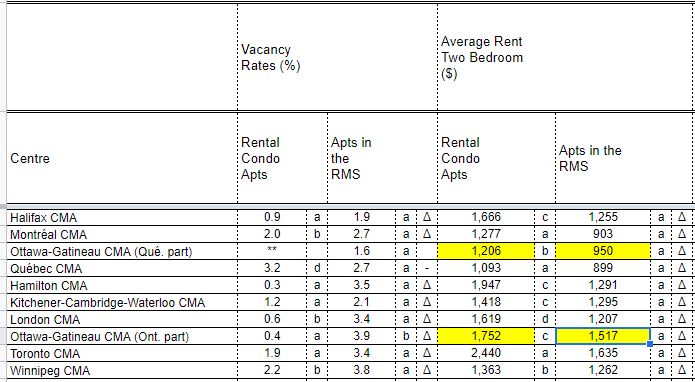 Vacancy Rates (%) Average Rent Two Bedroom ($)
Centre Rental Condo Apts Apts in the RMS Rental Condo Apts Apts in the RMS
Halifax CMA 0.9 a 1.9 a Δ 1,666 c 1,255 a Δ
Montréal CMA 2.0 b 2.7 a Δ 1,277 a 903 a Δ
Ottawa-Gatineau CMA (Qué. part) ** 1.6 a 1,206 b 950 a Δ
Québec CMA 3.2 d 2.7 a - 1,093 a 899 a Δ
Hamilton CMA 0.3 a 3.5 a Δ 1,947 c 1,291 a Δ
Kitchener-Cambridge-Waterloo CMA 1.2 a 2.1 a Δ 1,418 c 1,295 a Δ
London CMA 0.6 b 3.4 a Δ 1,619 d 1,207 a Δ
Ottawa-Gatineau CMA (Ont. part) 0.4 a 3.9 b Δ 1,752 c 1,517 a Δ
Toronto CMA 1.9 a 3.4 a Δ 2,440 a 1,635 a Δ
Winnipeg CMA 2.2 b 3.8 a Δ 1,363 b 1,262 a Δ